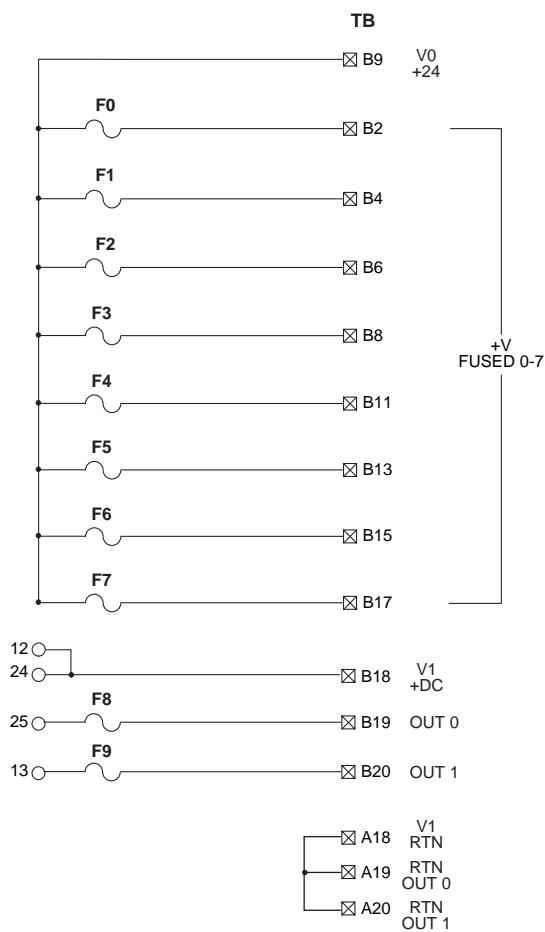 TB
B9 V0
+24
F0
B2
F1
B4
F2
B6
F3
B8
+V
FUSED 0-7
F4
B11
F5
B13
F6
B15
F7
B17
12
24
B18 V1
+DC
F8
25 B19 OUT 0
F9
13 B20 OUT 1
A18 V1
RTN
A19 RTN
OUT 0
A20 RTN
OUT 1